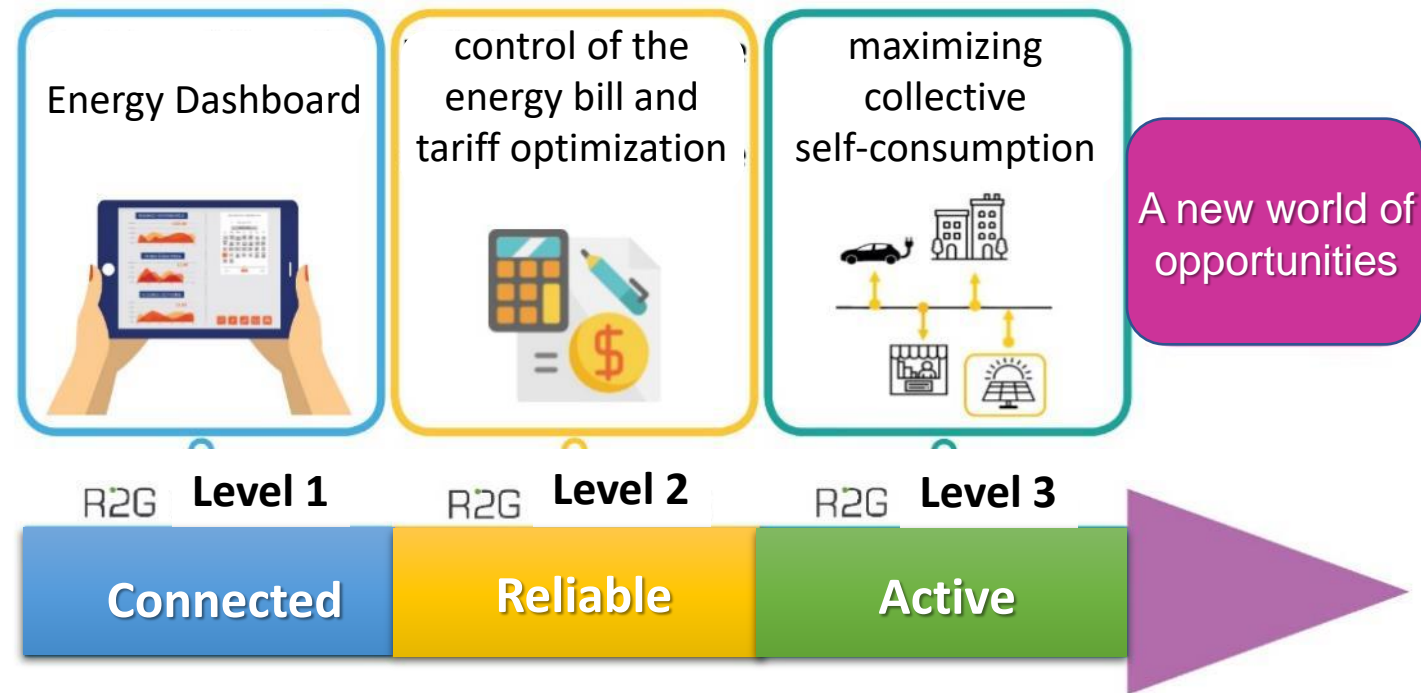 Energy Dashboard
control of the
energy bill and
tariff optimization
maximizing
collective
self-consumption
A new world of
opportunities
R2G Level 1
R2G Level 2
R2G Level 3
Connected
Reliable
Active